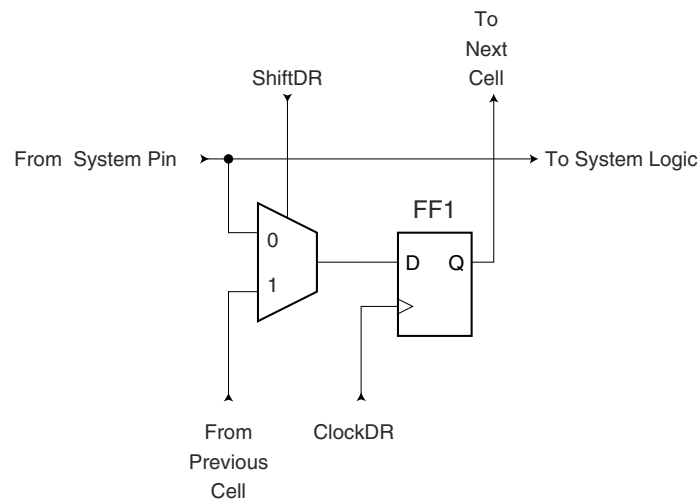 To
Next
Cell
ShiftDR
From System Pin
To System Logic
FF1
0
D Q
1
From
Previous
Cell
ClockDR